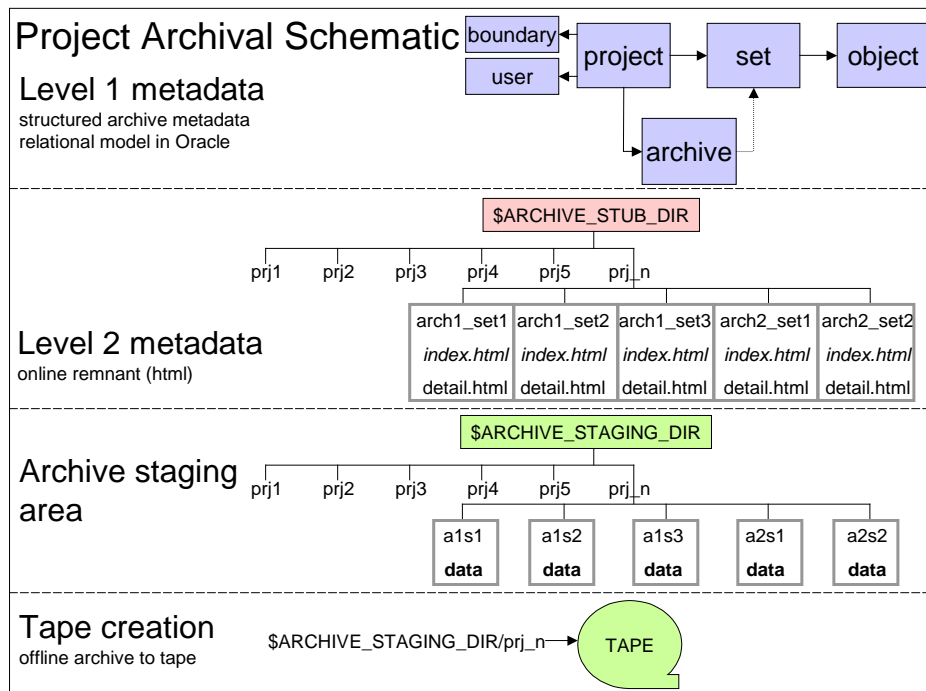 Project Archival Schematic
boundary
user
project
set
object
archive
Level 1 metadata
structured archive metadata
relational model in Oracle
$ARCHIVE_STUB_DIR
prj1 prj2 prj3 prj4 prj5 prj_n
arch1_set1 arch1_set2 arch1_set3 arch2_set1 arch2_set2
index.html index.html index.html index.html index.html
detail.html detail.html detail.html detail.html detail.html
Level 2 metadata
online remnant (html)
$ARCHIVE_STAGING_DIR
prj1 prj2 prj3 prj4 prj5 prj_n
Archive staging
area
a1s1 a1s2 a1s3 a2s1 a2s2
data data data data data
Tape creation
offline archive to tape
$ARCHIVE_STAGING_DIR/prj_n
TAPE